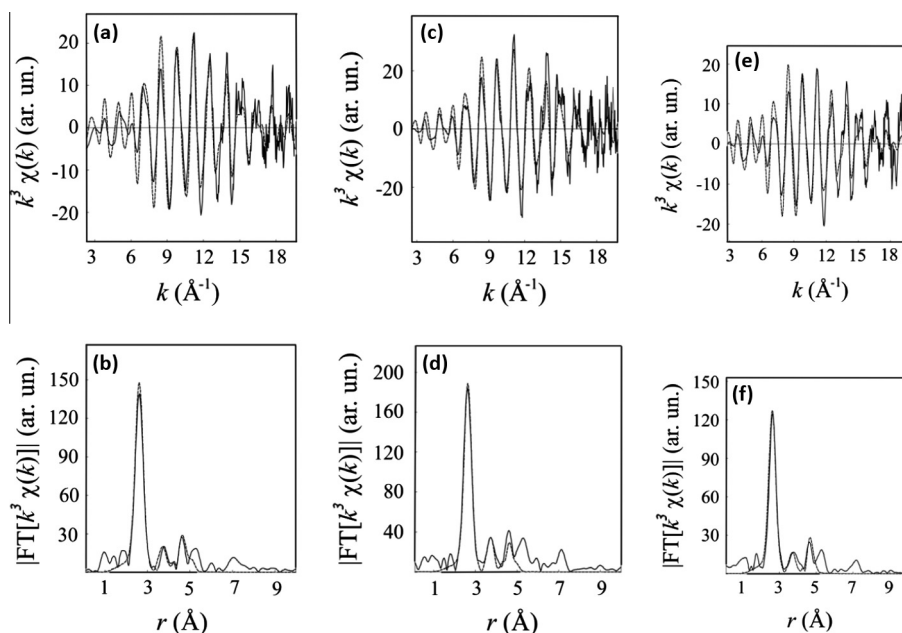 (a)
k³ χ(k) (ar. un.)
20
10
0
-10
-20
3 6 9 12 15 18
k (Å⁻¹)
(c)
k³ χ(k) (ar. un.)
20
0
-20
3 6 9 12 15 18
k (Å⁻¹)
(e)
k³ χ(k) (ar. un.)
20
10
0
-10
-20
3 6 9 12 15 18
k (Å⁻¹)
(b)
|FT[k³ χ(k)]| (ar. un.)
150
120
90
60
30
1 3 5 7 9
r (Å)
(d)
|FT[k³ χ(k)]| (ar. un.)
200
160
120
80
40
1 3 5 7 9
r (Å)
(f)
|FT[k³ χ(k)]| (ar. un.)
150
120
90
60
30
1 3 5 7 9
r (Å)